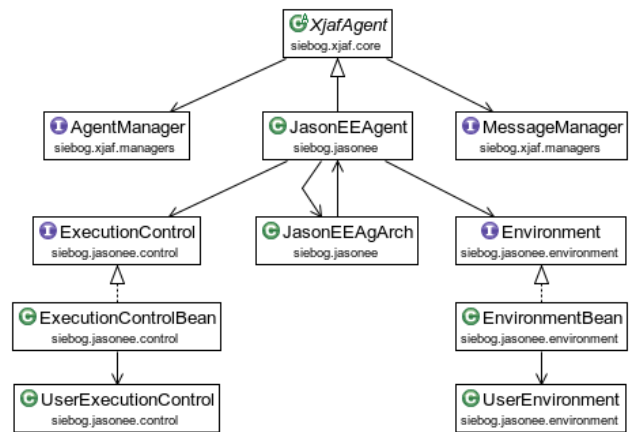 XjafAgent
siebog.xjaf.core
AgentManager
siebog.xjaf.managers
JasonEEAgent
siebog.jasonee
MessageManager
siebog.xjaf.managers
ExecutionControl
siebog.jasonee.control
JasonEEAgArch
siebog.jasonee
Environment
siebog.jasonee.environment
ExecutionControlBean
siebog.jasonee.control
EnvironmentBean
siebog.jasonee.environment
UserExecutionControl
siebog.jasonee.control
UserEnvironment
siebog.jasonee.environment